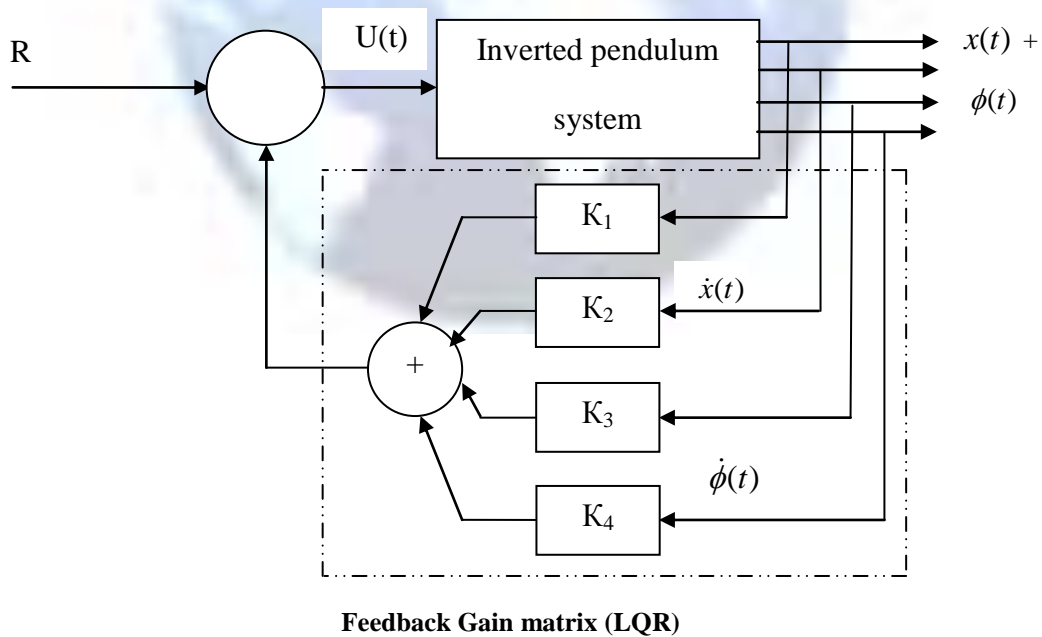 R
U(t)
Inverted pendulum
system
x(t) +
ϕ(t)
K₁
K₂
ẋ(t)
+
K₃
ϕ̇(t)
K₄
Feedback Gain matrix (LQR)